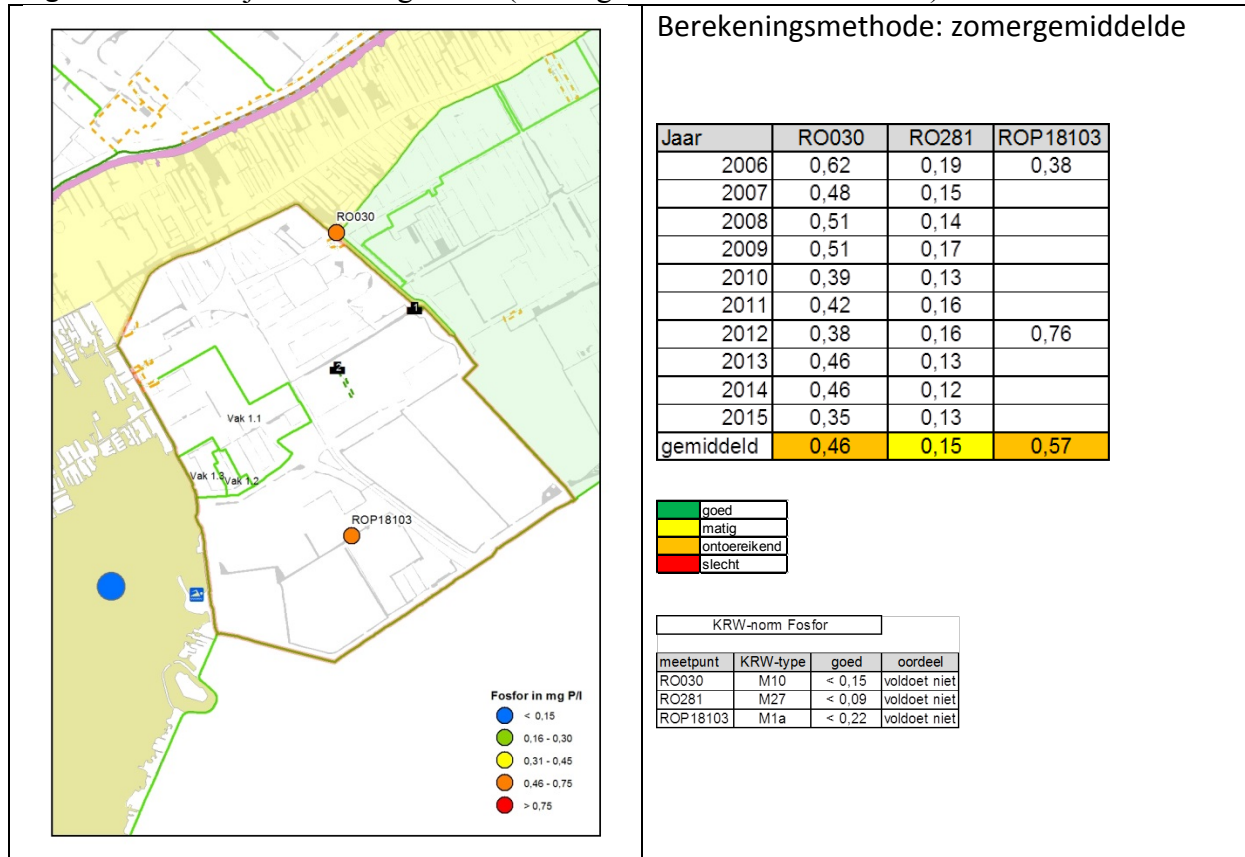 Berekeningsmethode: zomergemiddelde
RO030
1
2
Vak 1.1
Vak 1.3
Vak 1.2
ROP18103
Fosfor in mg P/l
< 0,15
0,16 - 0,30
0,31 - 0,45
0,46 - 0,75
> 0,75
Jaar RO030 RO281 ROP18103
2006 0,62 0,19 0,38
2007 0,48 0,15
2008 0,51 0,14
2009 0,51 0,17
2010 0,39 0,13
2011 0,42 0,16
2012 0,38 0,16 0,76
2013 0,46 0,13
2014 0,46 0,12
2015 0,35 0,13
gemiddeld 0,46 0,15 0,57
goed
matig
ontoereikend
slecht
KRW-norm Fosfor
meetpunt KRW-type goed oordeel
RO030 M10 < 0,15 voldoet niet
RO281 M27 < 0,09 voldoet niet
ROP18103 M1a < 0,22 voldoet niet